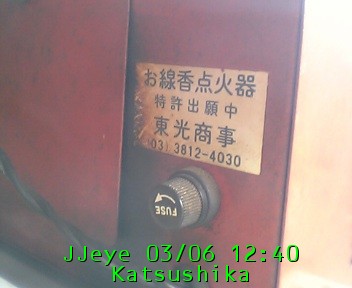 お線香点火器
特許出願中
東光商事
(03) 3812-4030
FUSE
JJeye 03/06 12:40
Katsushika